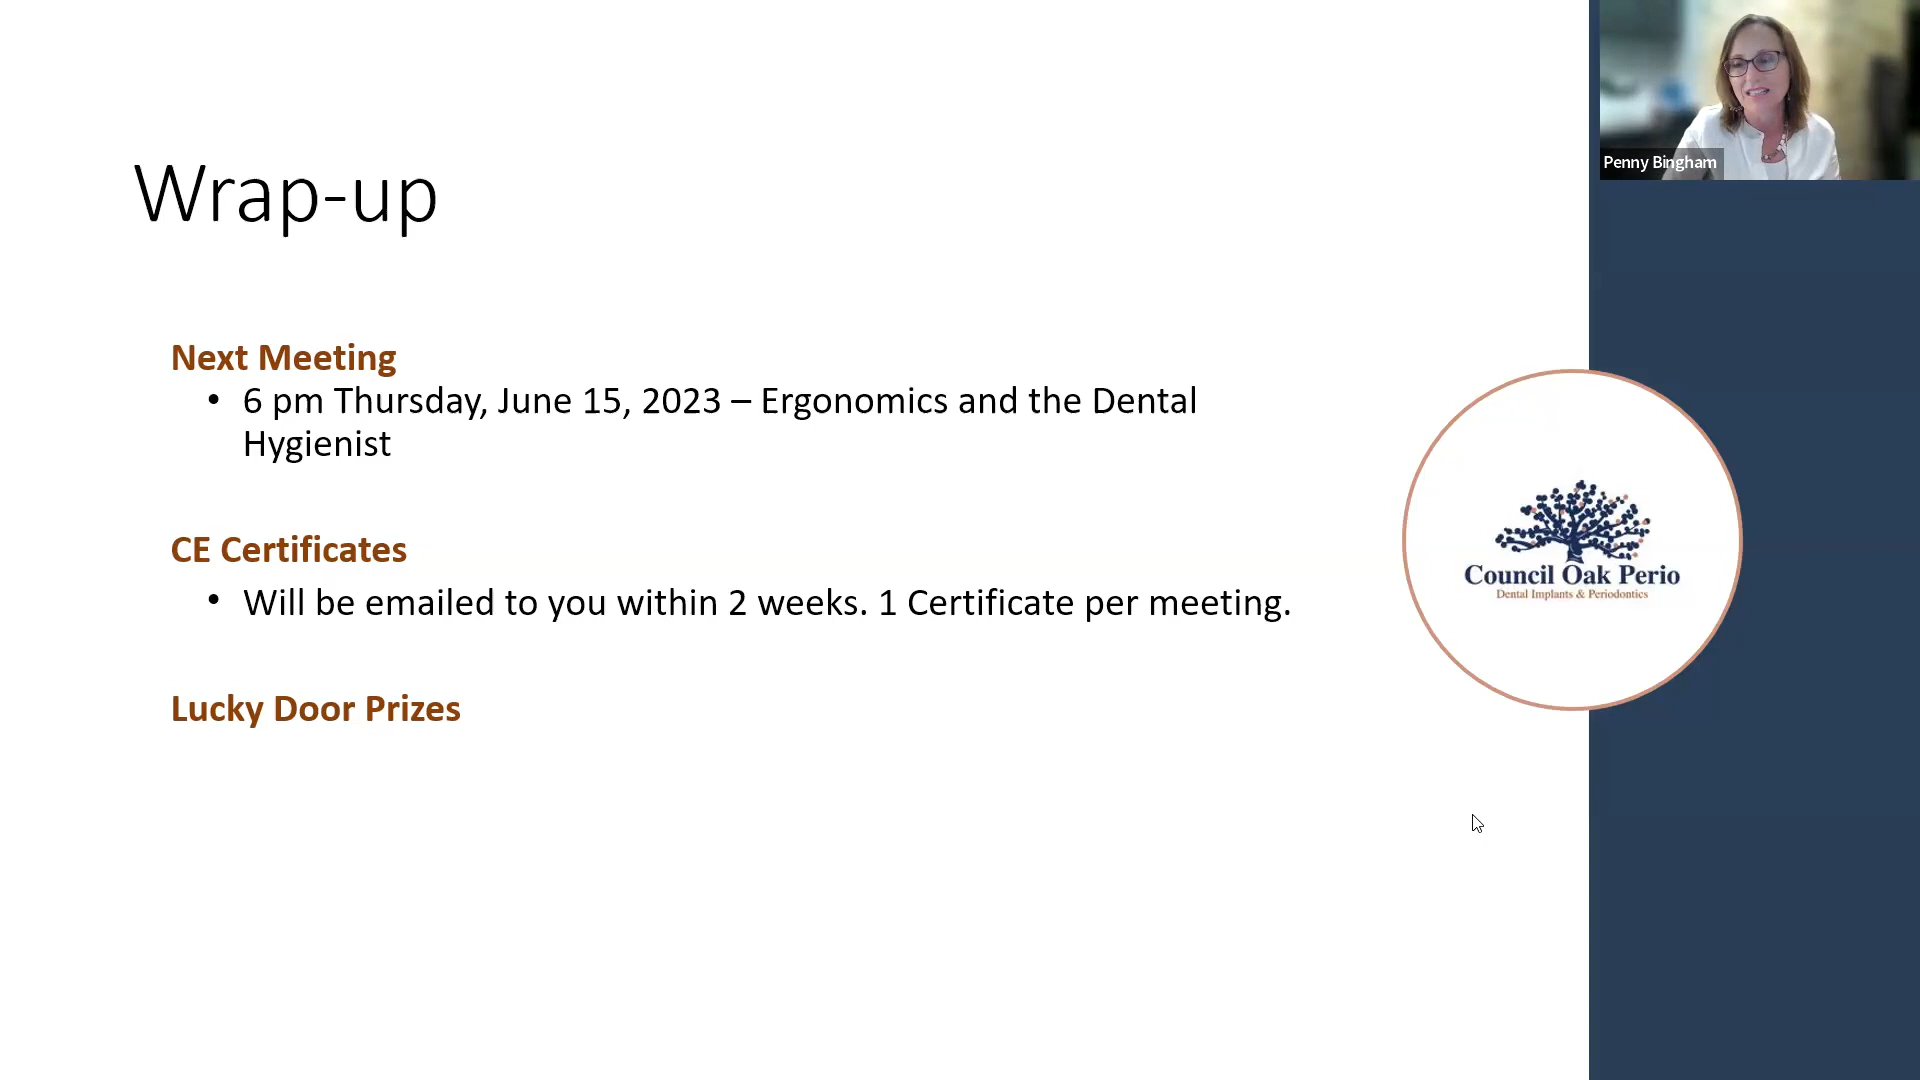 Wrap-up
Next Meeting
• 6 pm Thursday, June 15, 2023 – Ergonomics and the Dental
Hygienist
CE Certificates
• Will be emailed to you within 2 weeks. 1 Certificate per meeting.
Lucky Door Prizes
Penny Bingham
Council Oak Perio
Dental Implants & Periodontics